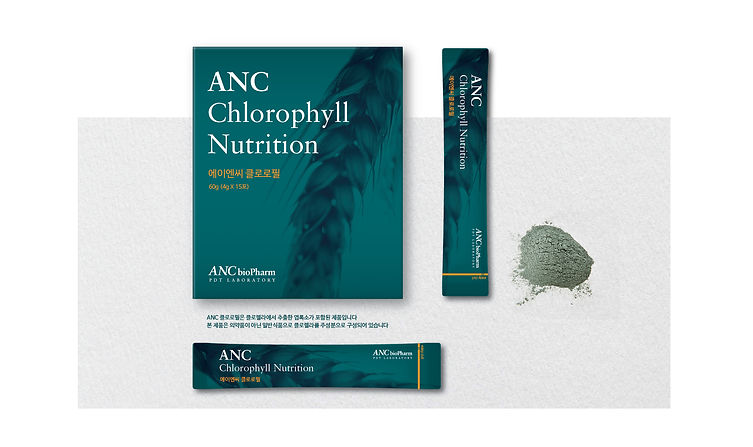 ANC
Chlorophyll
Nutrition
에이엔씨 클로로필
60g (4g X 15포)
ANC bioPharm
PDT LABORATORY
ANC
Chlorophyll Nutrition
에이엔씨 클로로필
ANC bioPharm
PDT LABORATORY
ANC 클로로필은 클로렐라에서 추출한 엽록소가 포함된 제품입니다
본 제품은 의약품이 아닌 일반식품으로 클로렐라를 주성분으로 구성되어 있습니다
ANC
Chlorophyll Nutrition
에이엔씨 클로로필
ANC bioPharm
PDT LABORATORY